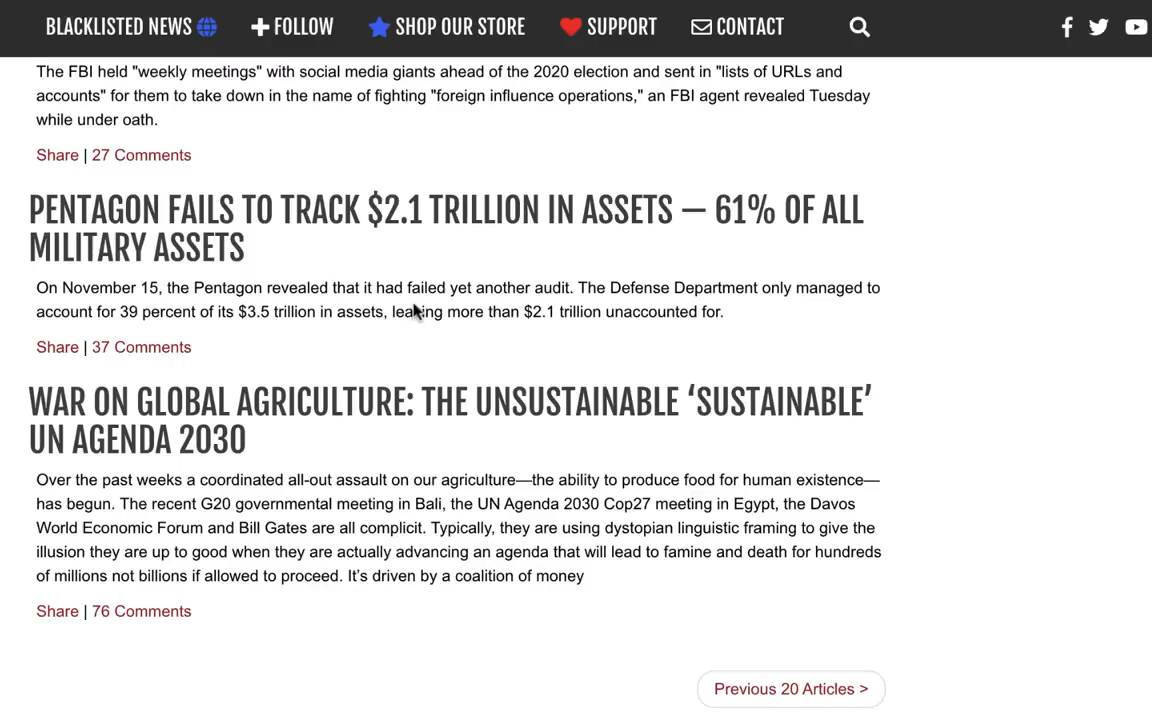 BLACKLISTED NEWS FOLLOW SHOP OUR STORE SUPPORT CONTACT
The FBI held "weekly meetings" with social media giants ahead of the 2020 election and sent in "lists of URLs and
accounts" for them to take down in the name of fighting "foreign influence operations," an FBI agent revealed Tuesday
while under oath.
Share | 27 Comments
PENTAGON FAILS TO TRACK $2.1 TRILLION IN ASSETS — 61% OF ALL
MILITARY ASSETS
On November 15, the Pentagon revealed that it had failed yet another audit. The Defense Department only managed to
account for 39 percent of its $3.5 trillion in assets, leaving more than $2.1 trillion unaccounted for.
Share | 37 Comments
WAR ON GLOBAL AGRICULTURE: THE UNSUSTAINABLE ‘SUSTAINABLE’
UN AGENDA 2030
Over the past weeks a coordinated all-out assault on our agriculture—the ability to produce food for human existence—
has begun. The recent G20 governmental meeting in Bali, the UN Agenda 2030 Cop27 meeting in Egypt, the Davos
World Economic Forum and Bill Gates are all complicit. Typically, they are using dystopian linguistic framing to give the
illusion they are up to good when they are actually advancing an agenda that will lead to famine and death for hundreds
of millions not billions if allowed to proceed. It’s driven by a coalition of money
Share | 76 Comments
Previous 20 Articles >